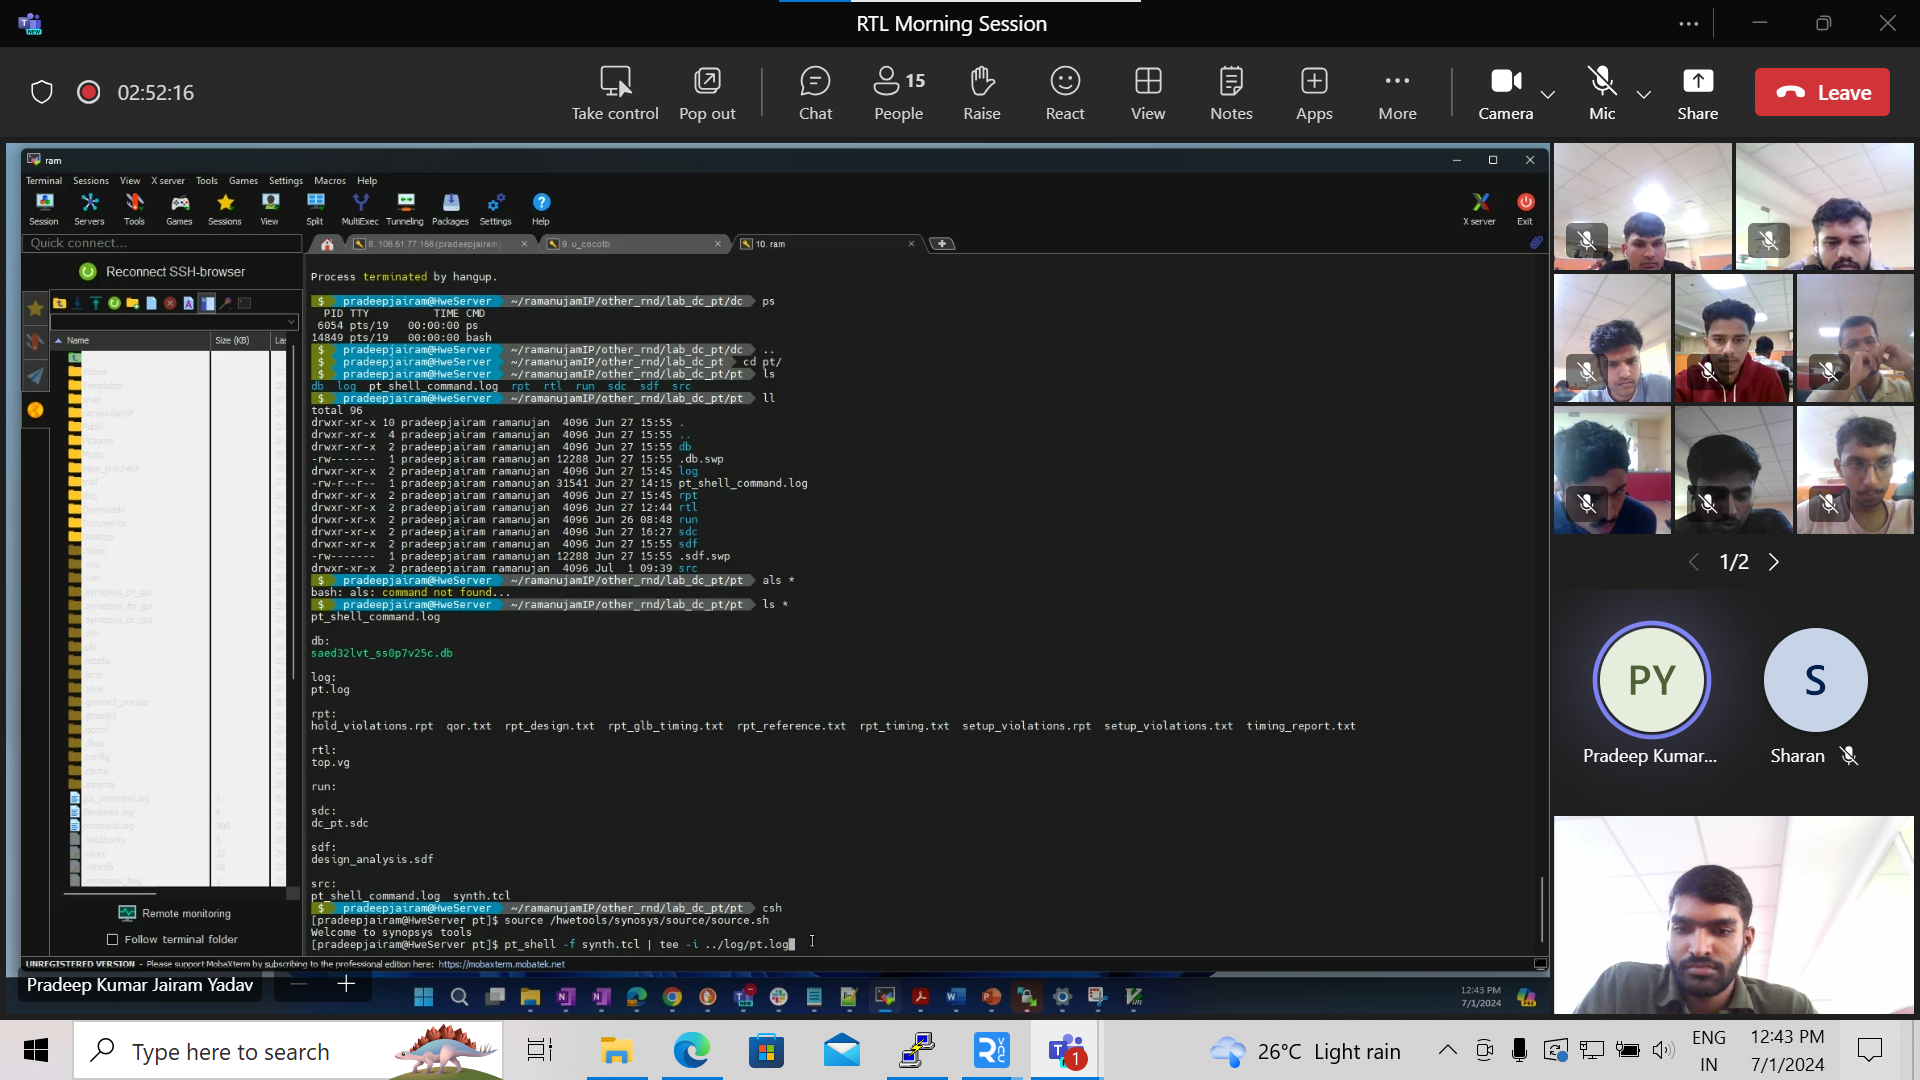 RTL Morning Session
02:52:16
Take control
Pop out
Chat
15
People
Raise
React
View
Notes
Apps
More
Camera
Mic
Share
Leave
ram
Terminal Sessions View X server Tools Games Settings Macros Help
Session Servers Tools Games Sessions View Split MultiExec Tunneling Packages Settings Help
X server Exit
Quick connect...
8. 106.51.77.156 (pradeepjairam)
9. u_cocotb
10. ram
Reconnect SSH-browser
Name Size (KB) Las
Process terminated by hangup.
$ pradeepjairam@HweServer ~/ramanujamIP/other_rnd/lab_dc_pt/dc ps
PID TTY TIME CMD
6054 pts/19 00:00:00 ps
14849 pts/19 00:00:00 bash
$ pradeepjairam@HweServer ~/ramanujamIP/other_rnd/lab_dc_pt/dc ..
$ pradeepjairam@HweServer ~/ramanujamIP/other_rnd/lab_dc_pt cd pt/
$ pradeepjairam@HweServer ~/ramanujamIP/other_rnd/lab_dc_pt/pt ls
db log pt_shell_command.log rpt rtl run sdc sdf src
$ pradeepjairam@HweServer ~/ramanujamIP/other_rnd/lab_dc_pt/pt ll
total 96
drwxr-xr-x 10 pradeepjairam ramanujan 4096 Jun 27 15:55 .
drwxr-xr-x 4 pradeepjairam ramanujan 4096 Jun 27 15:55 ..
drwxr-xr-x 2 pradeepjairam ramanujan 4096 Jun 27 15:55 db
-rw------- 1 pradeepjairam ramanujan 12288 Jun 27 15:55 .db.swp
drwxr-xr-x 2 pradeepjairam ramanujan 4096 Jun 27 15:45 log
-rw-r--r-- 1 pradeepjairam ramanujan 31541 Jun 27 14:15 pt_shell_command.log
drwxr-xr-x 2 pradeepjairam ramanujan 4096 Jun 27 15:45 rpt
drwxr-xr-x 2 pradeepjairam ramanujan 4096 Jun 27 12:44 rtl
drwxr-xr-x 2 pradeepjairam ramanujan 4096 Jun 26 08:48 run
drwxr-xr-x 2 pradeepjairam ramanujan 4096 Jun 27 16:27 sdc
drwxr-xr-x 2 pradeepjairam ramanujan 4096 Jun 27 15:55 sdf
-rw------- 1 pradeepjairam ramanujan 12288 Jun 27 15:55 .sdf.swp
drwxr-xr-x 2 pradeepjairam ramanujan 4096 Jul 1 09:39 src
$ pradeepjairam@HweServer ~/ramanujamIP/other_rnd/lab_dc_pt/pt als *
bash: als: command not found...
$ pradeepjairam@HweServer ~/ramanujamIP/other_rnd/lab_dc_pt/pt ls *
pt_shell_command.log
db:
saed32lvt_ss0p7v25c.db
log:
pt.log
rpt:
hold_violations.rpt qor.txt rpt_design.txt rpt_glb_timing.txt rpt_reference.txt rpt_timing.txt setup_violations.rpt setup_violations.txt timing_report.txt
rtl:
top.vg
run:
sdc:
dc_pt.sdc
sdf:
design_analysis.sdf
src:
pt_shell_command.log synth.tcl
$ pradeepjairam@HweServer ~/ramanujamIP/other_rnd/lab_dc_pt/pt csh
[pradeepjairam@HweServer pt]$ source /hwetools/synosys/source/source.sh
Welcome to synopsys tools
[pradeepjairam@HweServer pt]$ pt_shell -f synth.tcl | tee -i ../log/pt.log
Remote monitoring
Follow terminal folder
UNREGISTERED VERSION - Please support MobaXterm by subscribing to the professional edition here: https://mobaxterm.mobatek.net
Pradeep Kumar Jairam Yadav
12:43 PM
7/1/2024
1/2
PY
Pradeep Kumar...
S
Sharan
Type here to search
26°C Light rain
ENG
IN
12:43 PM
7/1/2024